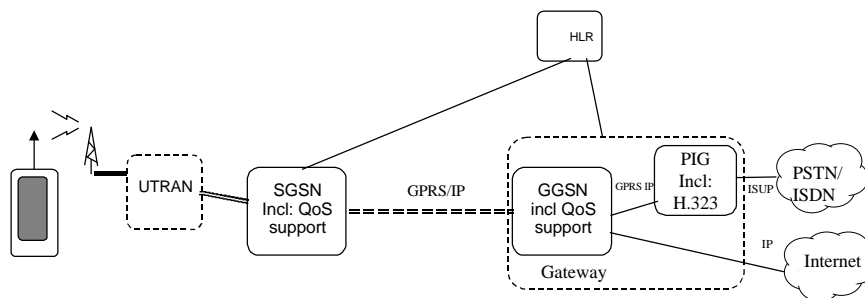 HLR
UTRAN
SGSN
Incl: QoS
support
GPRS/IP
GGSN
incl QoS
support
GPRS IP
PIG
Incl:
H.323
ISUP
PSTN/
ISDN
IP
Internet
Gateway